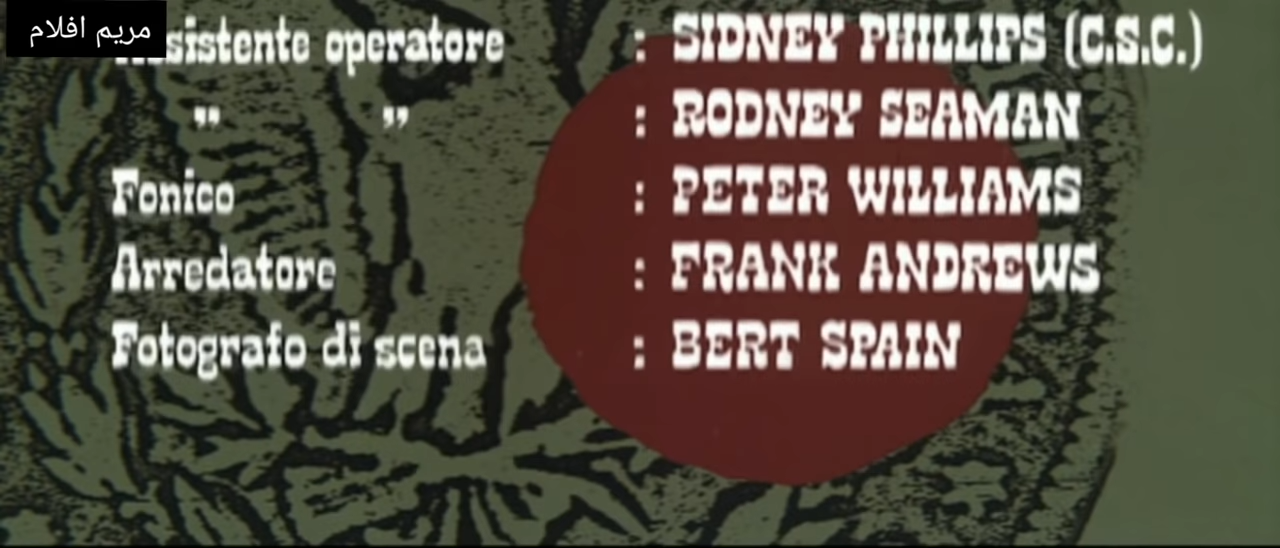 مريم افلام
sistente operatore : SIDNEY PHILLIPS (C.S.C.)
" " : RODNEY SEAMAN
Fonico : PETER WILLIAMS
Arredatore : FRANK ANDREWS
Fotografo di scena : BERT SPAIN